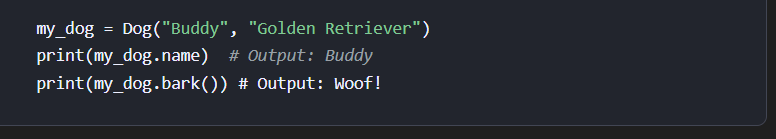 my_dog = Dog("Buddy", "Golden Retriever")
print(my_dog.name)  # Output: Buddy
print(my_dog.bark()) # Output: Woof!